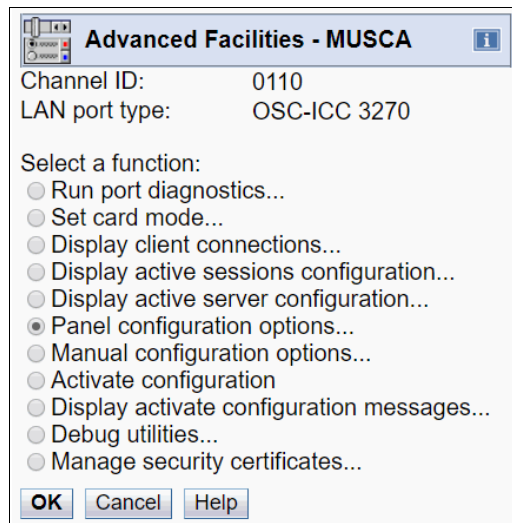 Advanced Facilities - MUSCA
Channel ID: 0110
LAN port type: OSC-ICC 3270
Select a function:
Run port diagnostics...
Set card mode...
Display client connections...
Display active sessions configuration...
Display active server configuration...
Panel configuration options...
Manual configuration options...
Activate configuration
Display activate configuration messages...
Debug utilities...
Manage security certificates...
OK Cancel Help